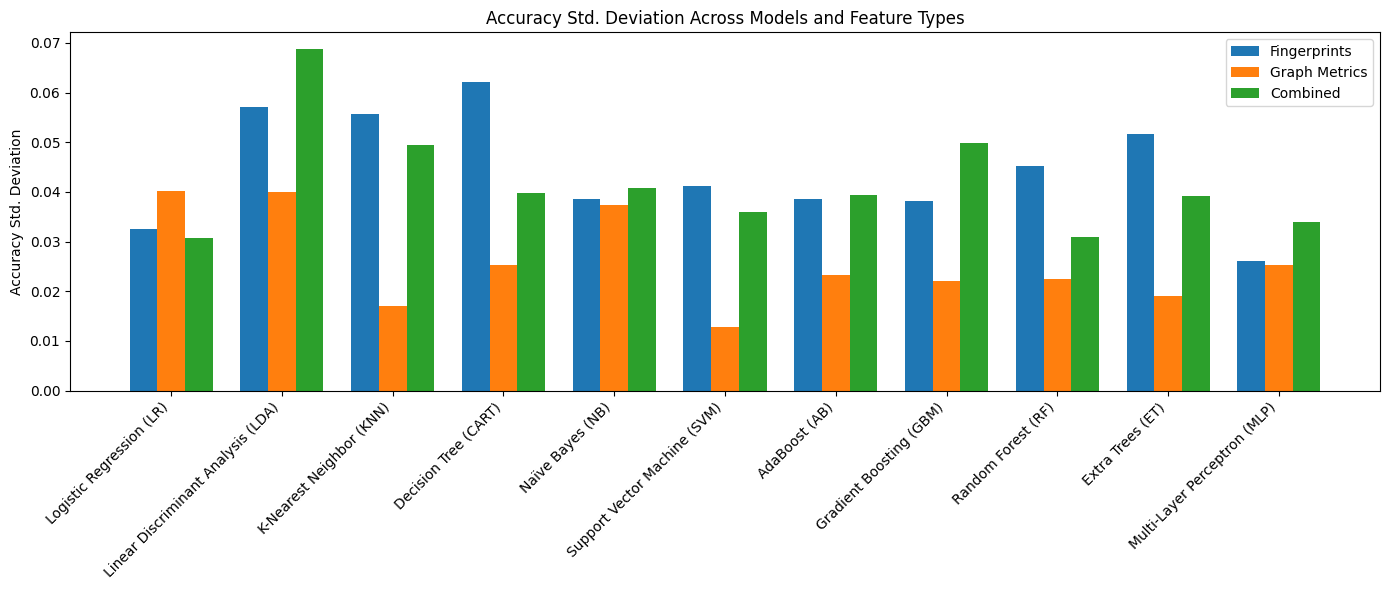 Accuracy Std. Deviation Across Models and Feature Types
Fingerprints
Graph Metrics
Combined
Accuracy Std. Deviation
0.07
0.06
0.05
0.04
0.03
0.02
0.01
0.00
Logistic Regression (LR)
Linear Discriminant Analysis (LDA)
K-Nearest Neighbor (KNN)
Decision Tree (CART)
Naïve Bayes (NB)
Support Vector Machine (SVM)
AdaBoost (AB)
Gradient Boosting (GBM)
Random Forest (RF)
Extra Trees (ET)
Multi-Layer Perceptron (MLP)